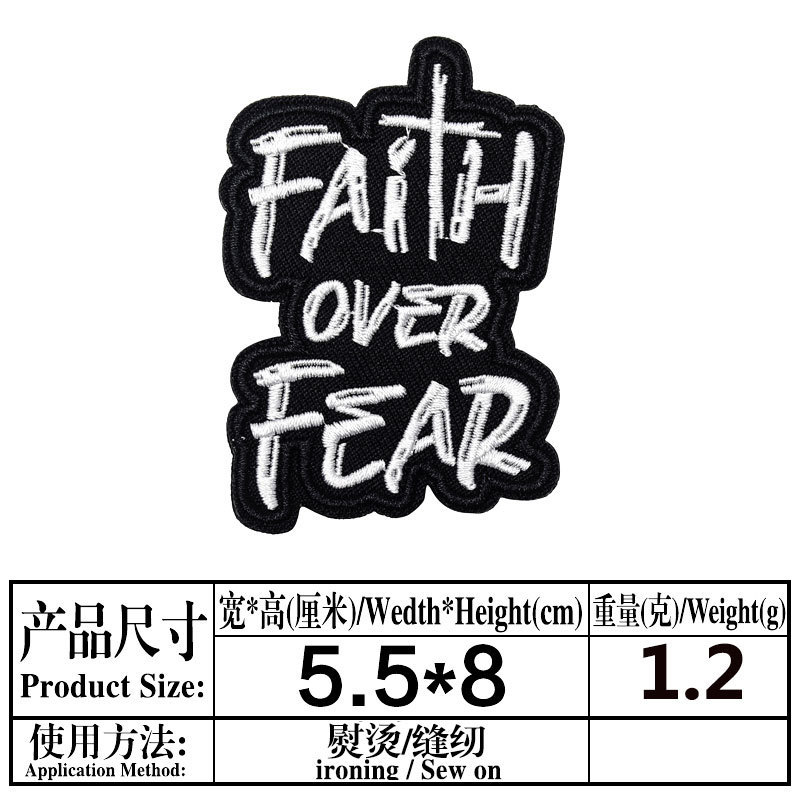 FAiTH
OVER
FEAR
产品尺寸
Product Size:
宽*高(厘米)/Wedth*Height(cm)
重量(克)/Weight(g)
5.5*8
1.2
使用方法:
Application Method:
熨烫/缝纫
ironing / Sew on